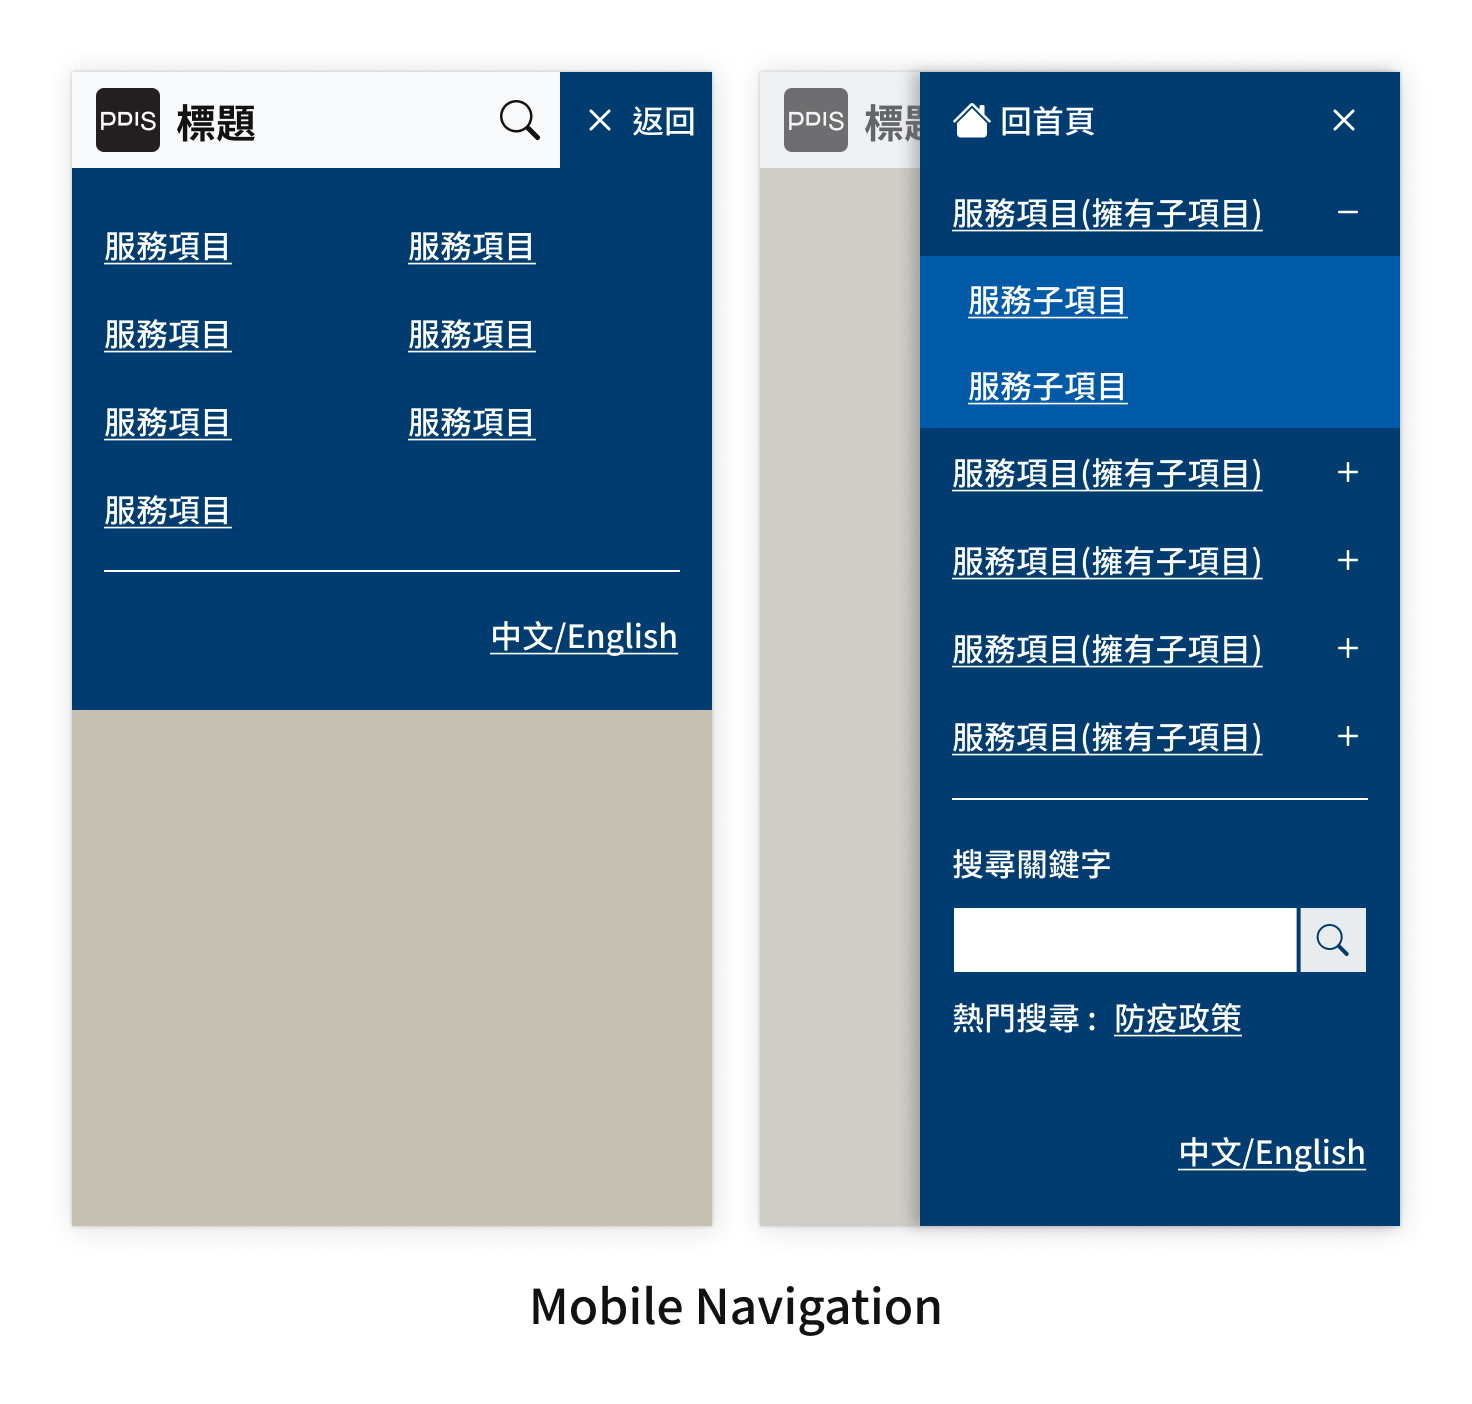 PDIS 標題
× 返回
服務項目 服務項目
服務項目 服務項目
服務項目 服務項目
服務項目
中文/English
PDIS 標題
回首頁 ×
服務項目(擁有子項目) −
服務子項目
服務子項目
服務項目(擁有子項目) +
服務項目(擁有子項目) +
服務項目(擁有子項目) +
服務項目(擁有子項目) +
搜尋關鍵字
熱門搜尋： 防疫政策
中文/English
Mobile Navigation